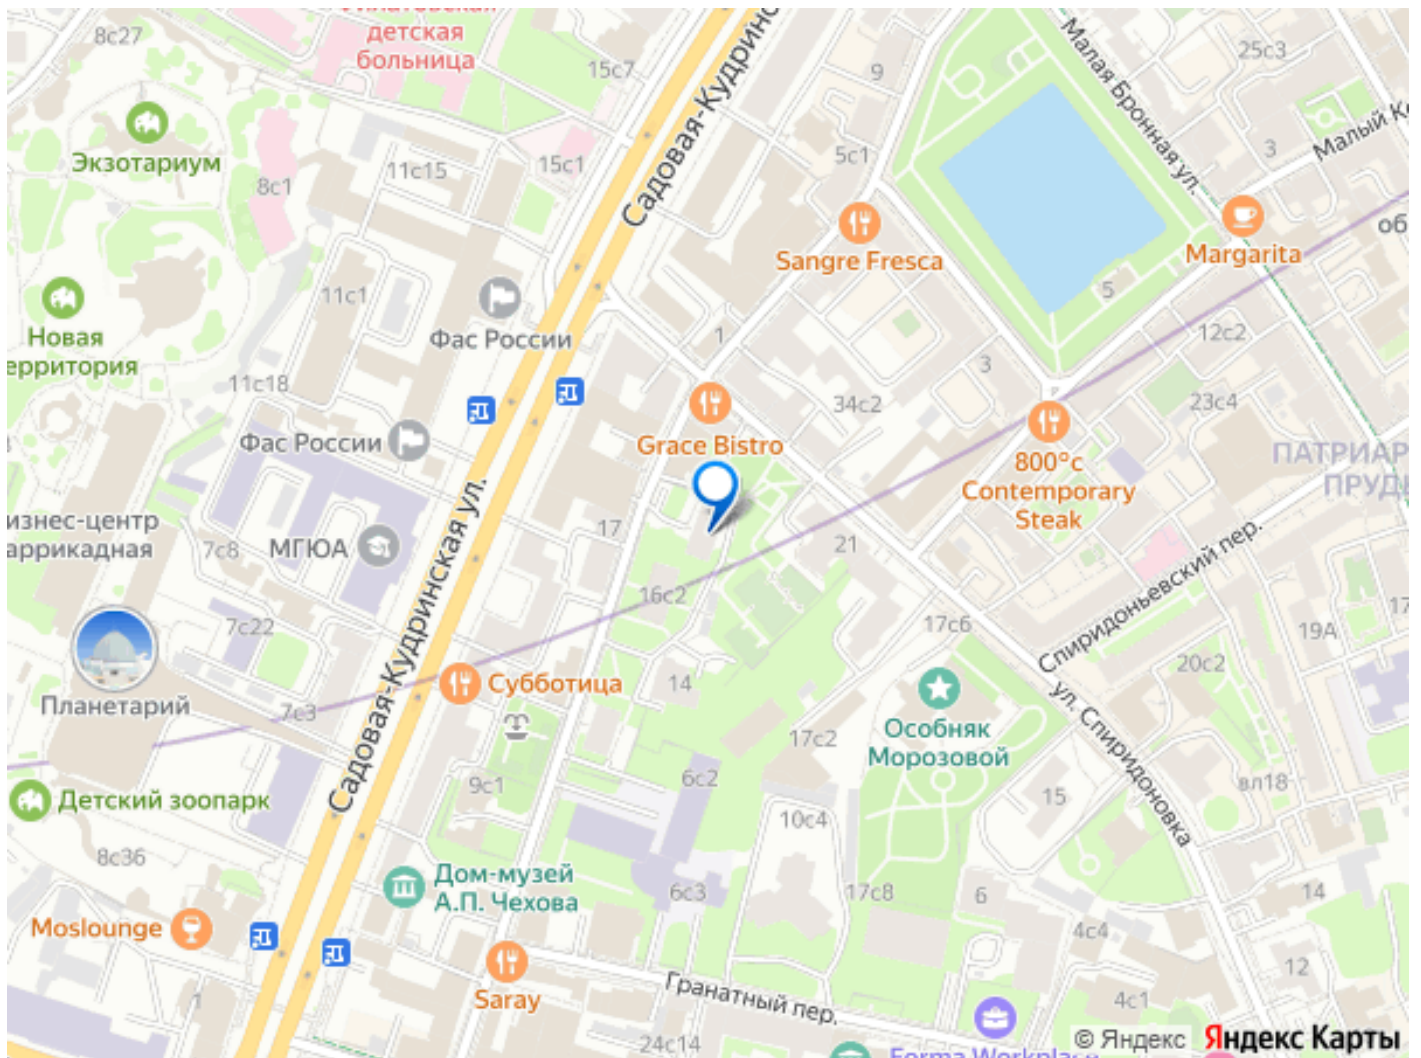 детская
больница
8с27
15с7
9
25с3
Малая Бронная ул.
Малый
3
5с1
Экзотариум
8с1
11с15
15с1
Садовая-Кудринс
Sangre Fresca
Margarita
об
5
11с1
Фас России
Новая
ерритория
1
3
12с2
11с18
34с2
23с4
Фас России
Grace Bistro
800°c
Contemporary
Steak
ПАТРИАР
ПРУДЫ
изнес-центр
аррикадная
7с8
МГЮА
17
21
Садовая-Кудринская ул.
Спиридоньевский пер.
16с2
7с22
17с6
19А
17
20с2
Планетарий
7с3
Субботица
14
Особняк
Морозовой
17с2
ул. Спиридоновка
Детский зоопарк
9с1
6с2
15
вл18
10с4
8с36
Дом-музей
А.П. Чехова
6с3
17с8
6
14
Moslounge
4с4
12
Saray
Гранатный пер.
1
4с1
24с14
Forma Workplace
© Яндекс Яндекс Карты